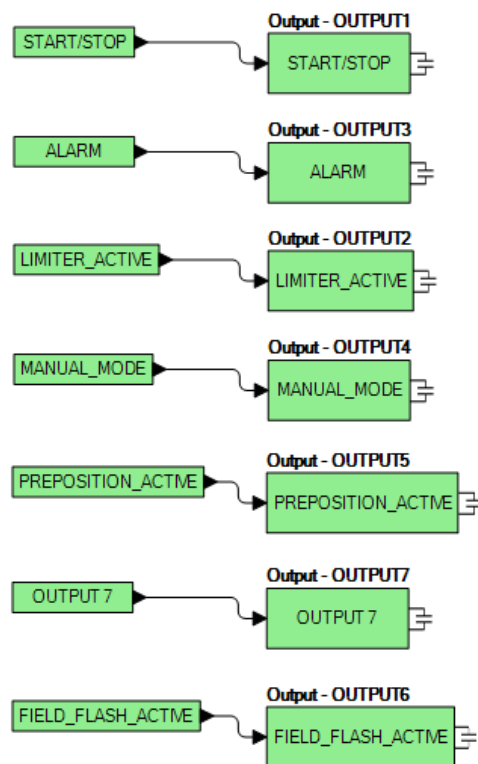 Output - OUTPUT1
START/STOP
START/STOP
Output - OUTPUT3
ALARM
ALARM
Output - OUTPUT2
LIMITER_ACTIVE
LIMITER_ACTIVE
Output - OUTPUT4
MANUAL_MODE
MANUAL_MODE
Output - OUTPUT5
PREPOSITION_ACTIVE
PREPOSITION_ACTIVE
Output - OUTPUT7
OUTPUT 7
OUTPUT 7
Output - OUTPUT6
FIELD_FLASH_ACTIVE
FIELD_FLASH_ACTIVE